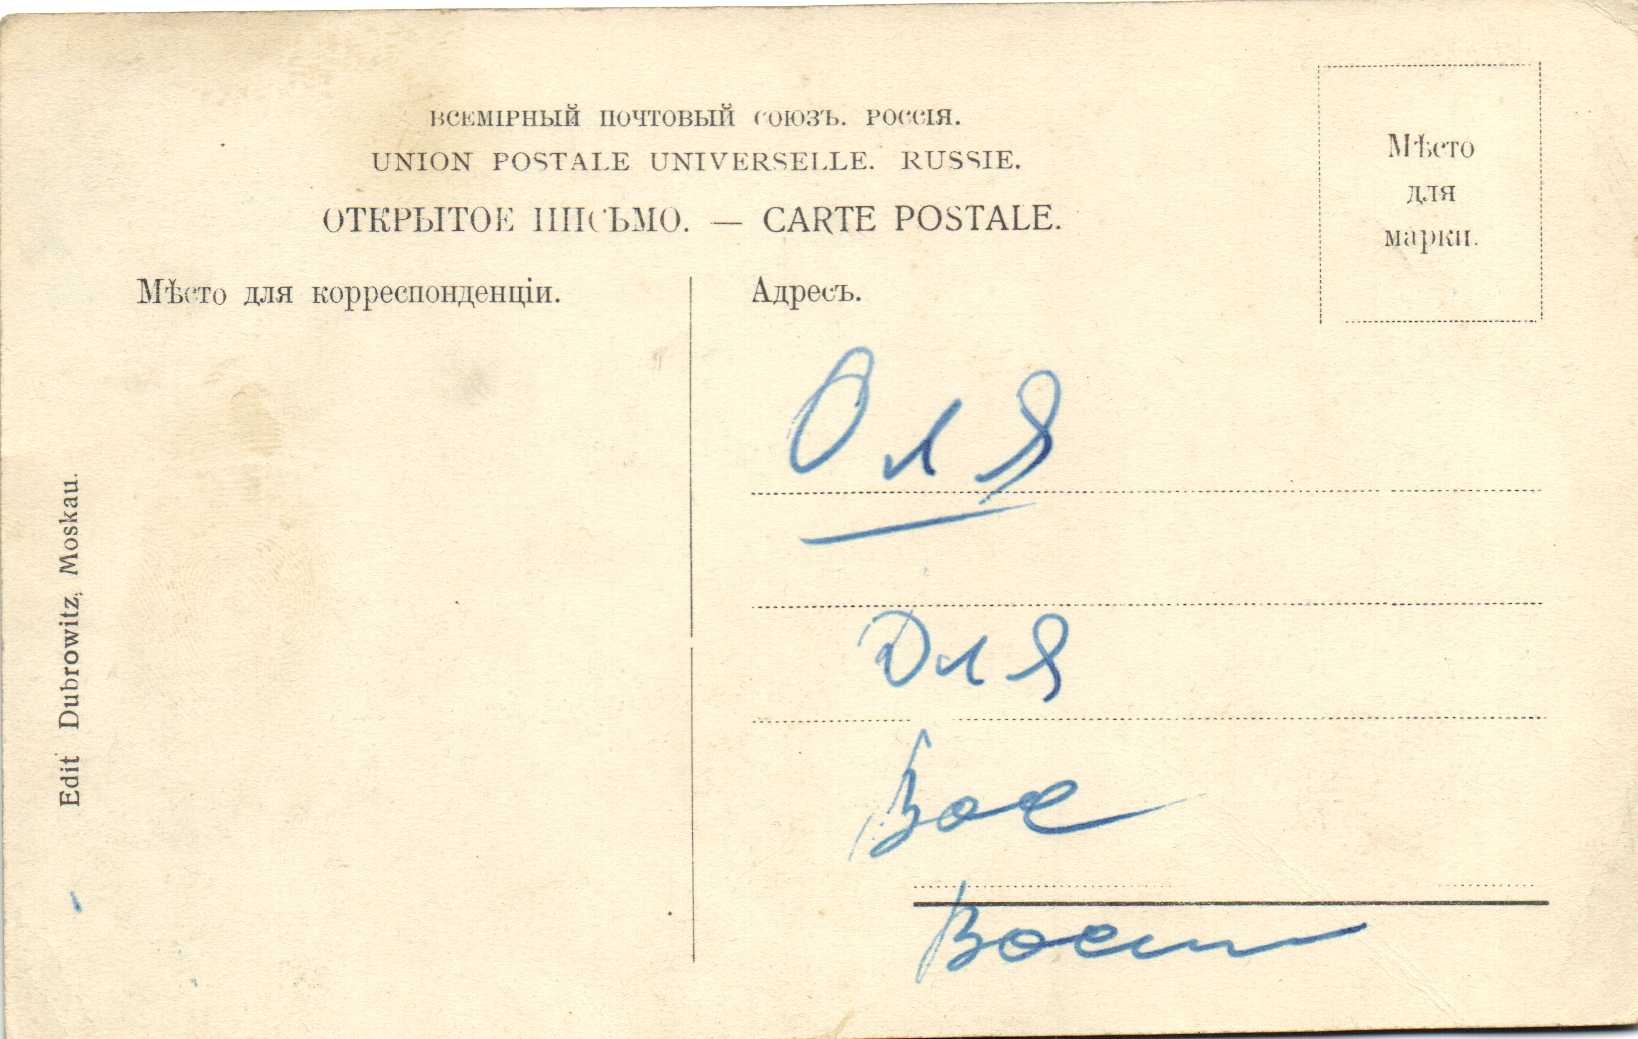 ВСЕМІРНЫЙ ПОЧТОВЫЙ СОЮЗЪ. РОССІЯ.
UNION POSTALE UNIVERSELLE. RUSSIE.
ОТКРЫТОЕ ПИСЬМО. — CARTE POSTALE.
Мѣсто
для
марки.
Мѣсто для корреспонденціи.
Адресъ.
Оля
Для
Edit Dubrowitz, Moskau.